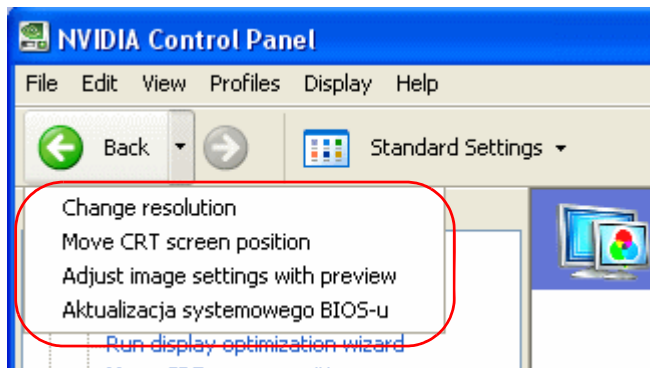 NVIDIA Control Panel
File Edit View Profiles Display Help
Back Standard Settings
Change resolution
Move CRT screen position
Adjust image settings with preview
Aktualizacja systemowego BIOS-u
Run display optimization wizard